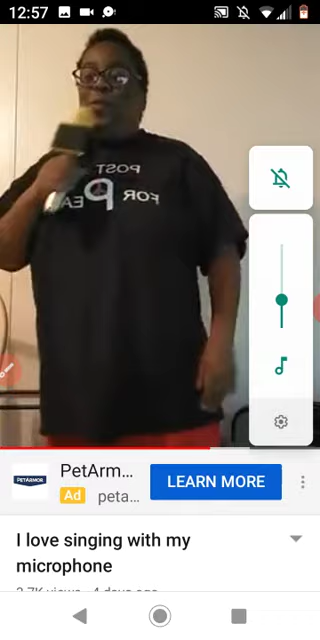 12:57
POST
FOR PEA
PETARMOR
PetArm...
Ad peta...
LEARN MORE
I love singing with my
microphone